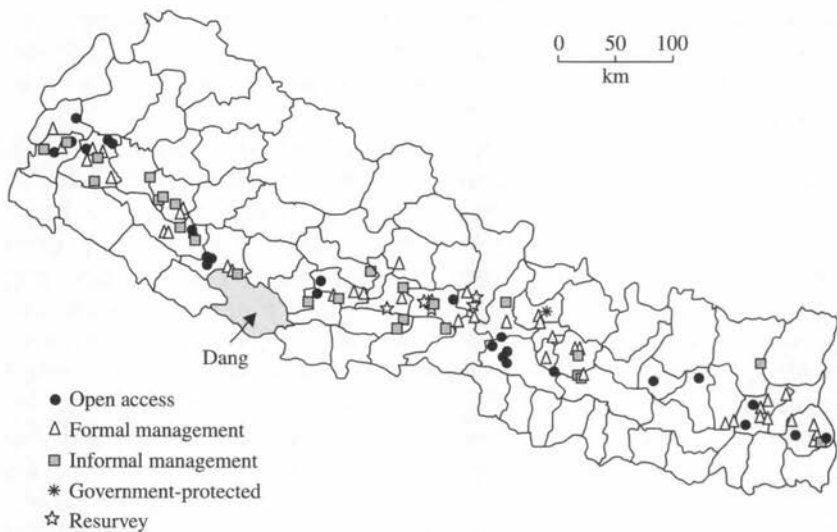 0 50 100
km
Dang
Open access
Formal management
Informal management
Government-protected
Resurvey